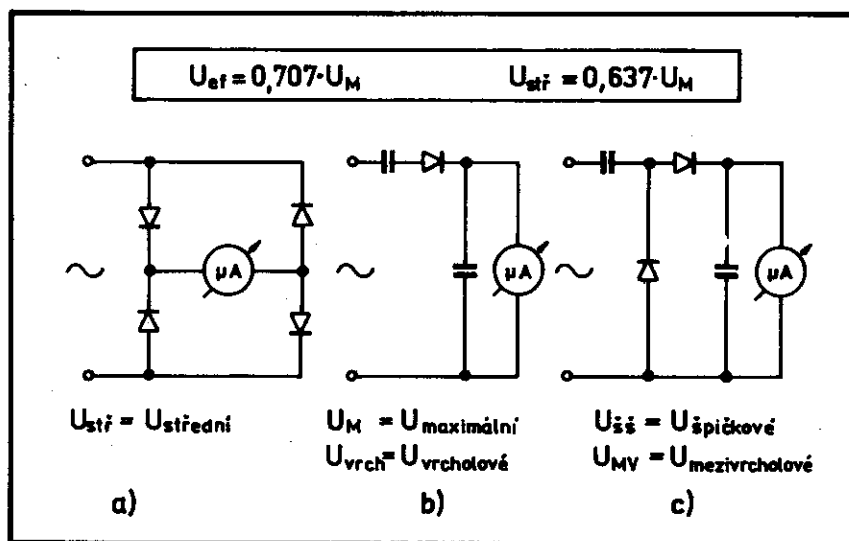 U_ef = 0,707·U_M
U_stř = 0,637·U_M
μA
μA
μA
U_stř = U_střední
U_M = U_maximální
U_vrch = U_vrcholové
U_šš = U_špičkové
U_MV = U_mezivrcholové
a)
b)
c)